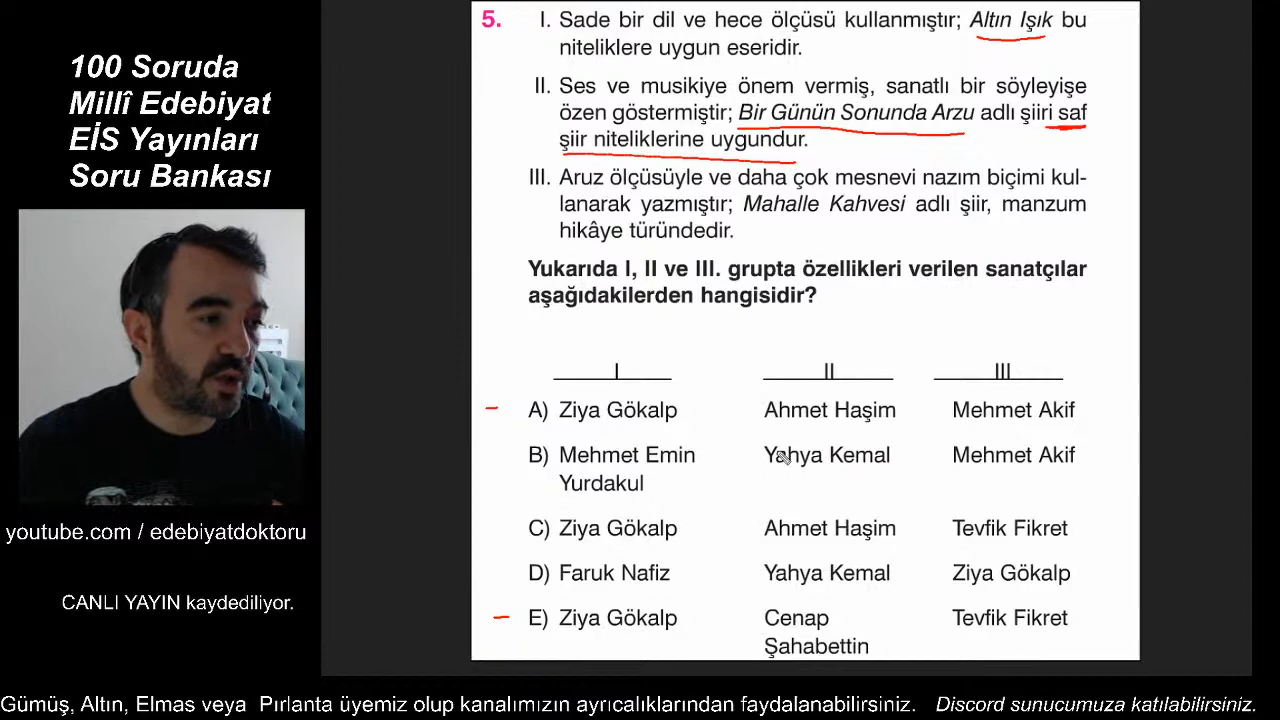 100 Soruda
Millî Edebiyat
EİS Yayınları
Soru Bankası
youtube.com / edebiyatdoktoru
CANLI YAYIN kaydediliyor.
5. I. Sade bir dil ve hece ölçüsü kullanmıştır; Altın Işık bu
niteliklere uygun eseridir.
II. Ses ve musikiye önem vermiş, sanatlı bir söyleyişe
özen göstermiştir; Bir Günün Sonunda Arzu adlı şiiri saf
şiir niteliklerine uygundur.
III. Aruz ölçüsüyle ve daha çok mesnevi nazım biçimi kul-
lanarak yazmıştır; Mahalle Kahvesi adlı şiir, manzum
hikâye türündedir.
Yukarıda I, II ve III. grupta özellikleri verilen sanatçılar
aşağıdakilerden hangisidir?
I II III
A) Ziya Gökalp Ahmet Haşim Mehmet Akif
B) Mehmet Emin Yahya Kemal Mehmet Akif
Yurdakul
C) Ziya Gökalp Ahmet Haşim Tevfik Fikret
D) Faruk Nafiz Yahya Kemal Ziya Gökalp
E) Ziya Gökalp Cenap Tevfik Fikret
Şahabettin
Gümüş, Altın, Elmas veya Pırlanta üyemiz olup kanalımızın ayrıcalıklarından faydalanabilirsiniz. Discord sunucumuza katılabilirsiniz.